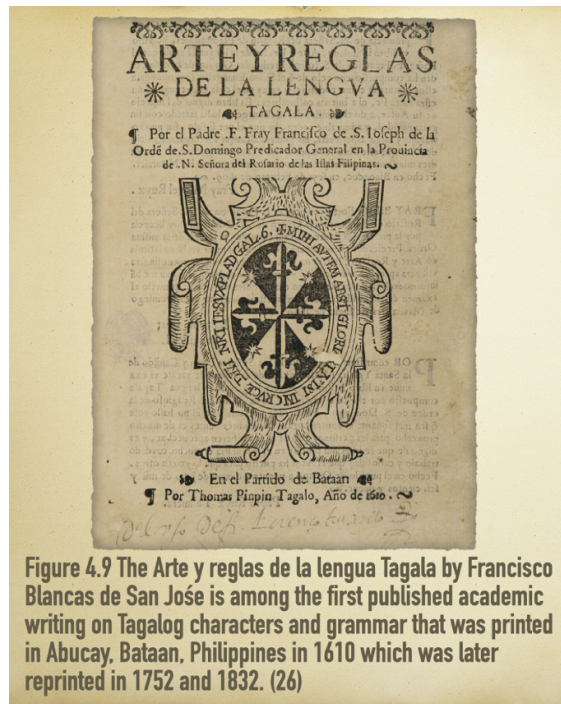 ARTE Y REGLAS
DE LA LENGVA
TAGALA.
¶ Por el Padre .F. Fray Francisco de .S. Ioseph de la
Ordē de .S. Domingo Predicador General en la Prouincia
de .N. Señora del Rosario de las Islas Filipinas.
MIHI AVTEM ABSIT GLORIARI NISI IN CRVCE DNI NRI IESV XPI AD GAL. 6.
En el Partido de Bataan
¶ Por Thomas Pinpin Tagalo, Año de 1610.
Figure 4.9 The Arte y reglas de la lengua Tagala by Francisco
Blancas de San Jośe is among the first published academic
writing on Tagalog characters and grammar that was printed
in Abucay, Bataan, Philippines in 1610 which was later
reprinted in 1752 and 1832. (26)